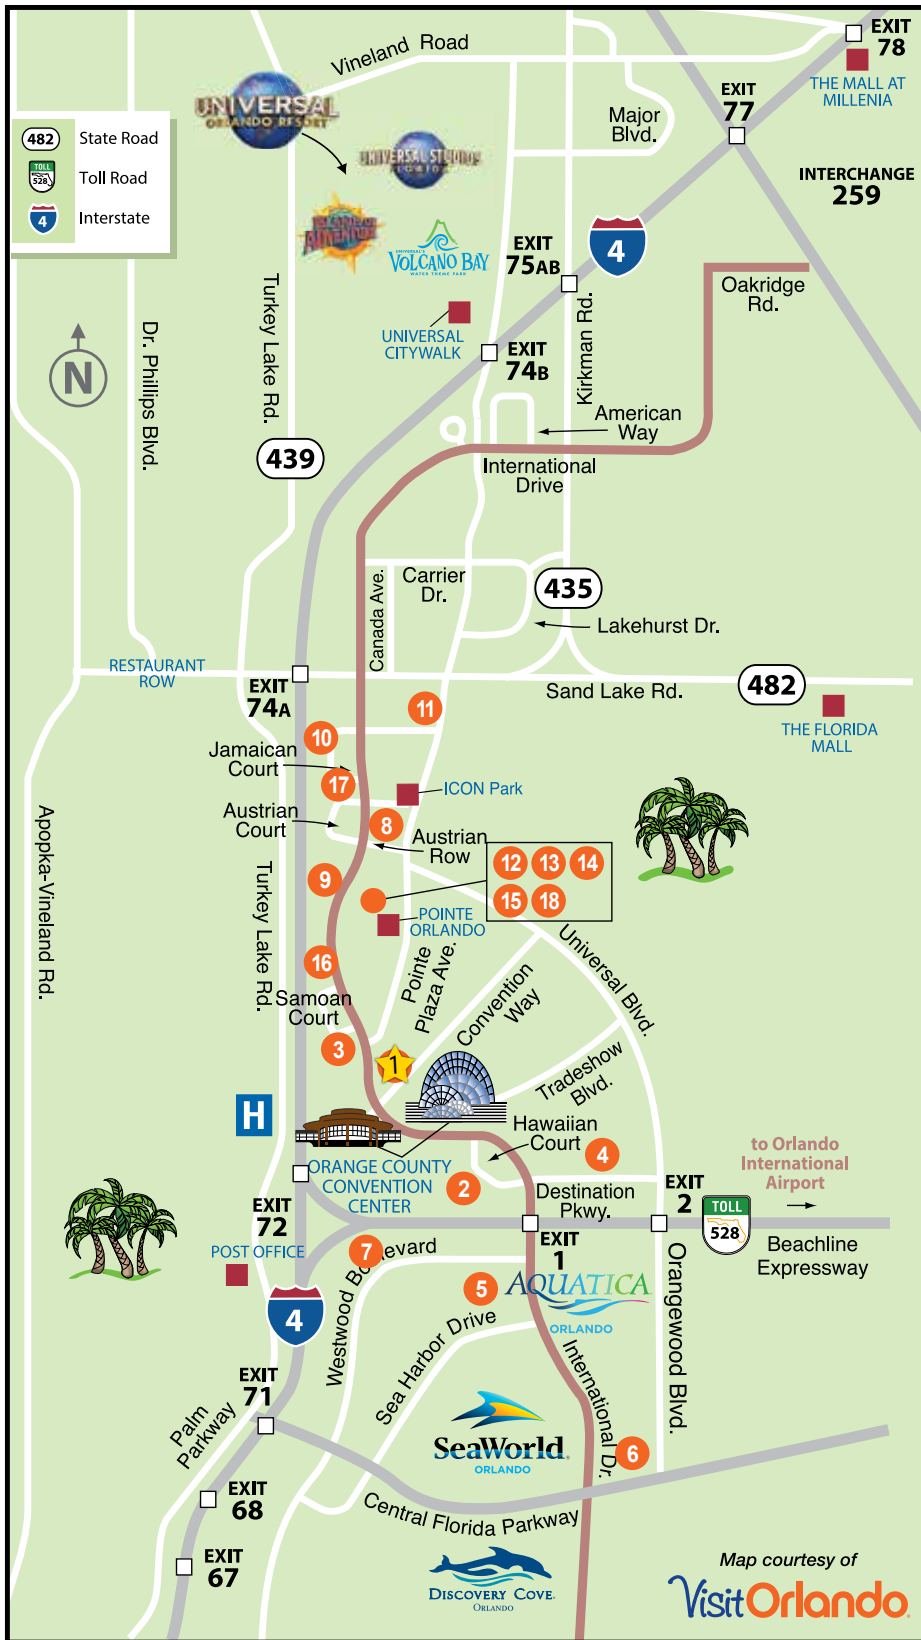 EXIT
78
Vineland Road
THE MALL AT
MILLENIA
EXIT
77
UNIVERSAL
ORLANDO RESORT
Major
Blvd.
482
State Road
TOLL
528
Toll Road
4
Interstate
UNIVERSAL STUDIOS
FLORIDA
INTERCHANGE
259
ISLANDS OF
ADVENTURE
UNIVERSAL'S
VOLCANO BAY
WATER THEME PARK
EXIT
75AB
4
Oakridge
Rd.
Turkey Lake Rd.
Dr. Phillips Blvd.
UNIVERSAL
CITYWALK
EXIT
74B
Kirkman Rd.
N
American
Way
439
International
Drive
Canada Ave.
Carrier
Dr.
435
Lakehurst Dr.
RESTAURANT
ROW
EXIT
74A
Sand Lake Rd.
482
11
THE FLORIDA
MALL
10
Jamaican
Court
17
ICON Park
Austrian
Court
8
Austrian
Row
Apopka-Vineland Rd.
Turkey Lake Rd.
9
12
13
14
15
18
POINTE
ORLANDO
Universal Blvd.
16
Pointe
Plaza Ave.
Convention
Way
Samoan
Court
3
1
Tradeshow
Blvd.
H
Hawaiian
Court
4
to Orlando
International
Airport
ORANGE COUNTY
CONVENTION
CENTER
2
EXIT
72
Destination
Pkwy.
EXIT
2
TOLL
528
Beachline
Expressway
POST OFFICE
7
Westwood Boulevard
EXIT
1
5
AQUATICA
ORLANDO
4
Sea Harbor Drive
International Dr.
Orangewood Blvd.
EXIT
71
Palm
Parkway
SeaWorld
ORLANDO
6
EXIT
68
Central Florida Parkway
EXIT
67
DISCOVERY COVE
ORLANDO
Map courtesy of
VisitOrlando